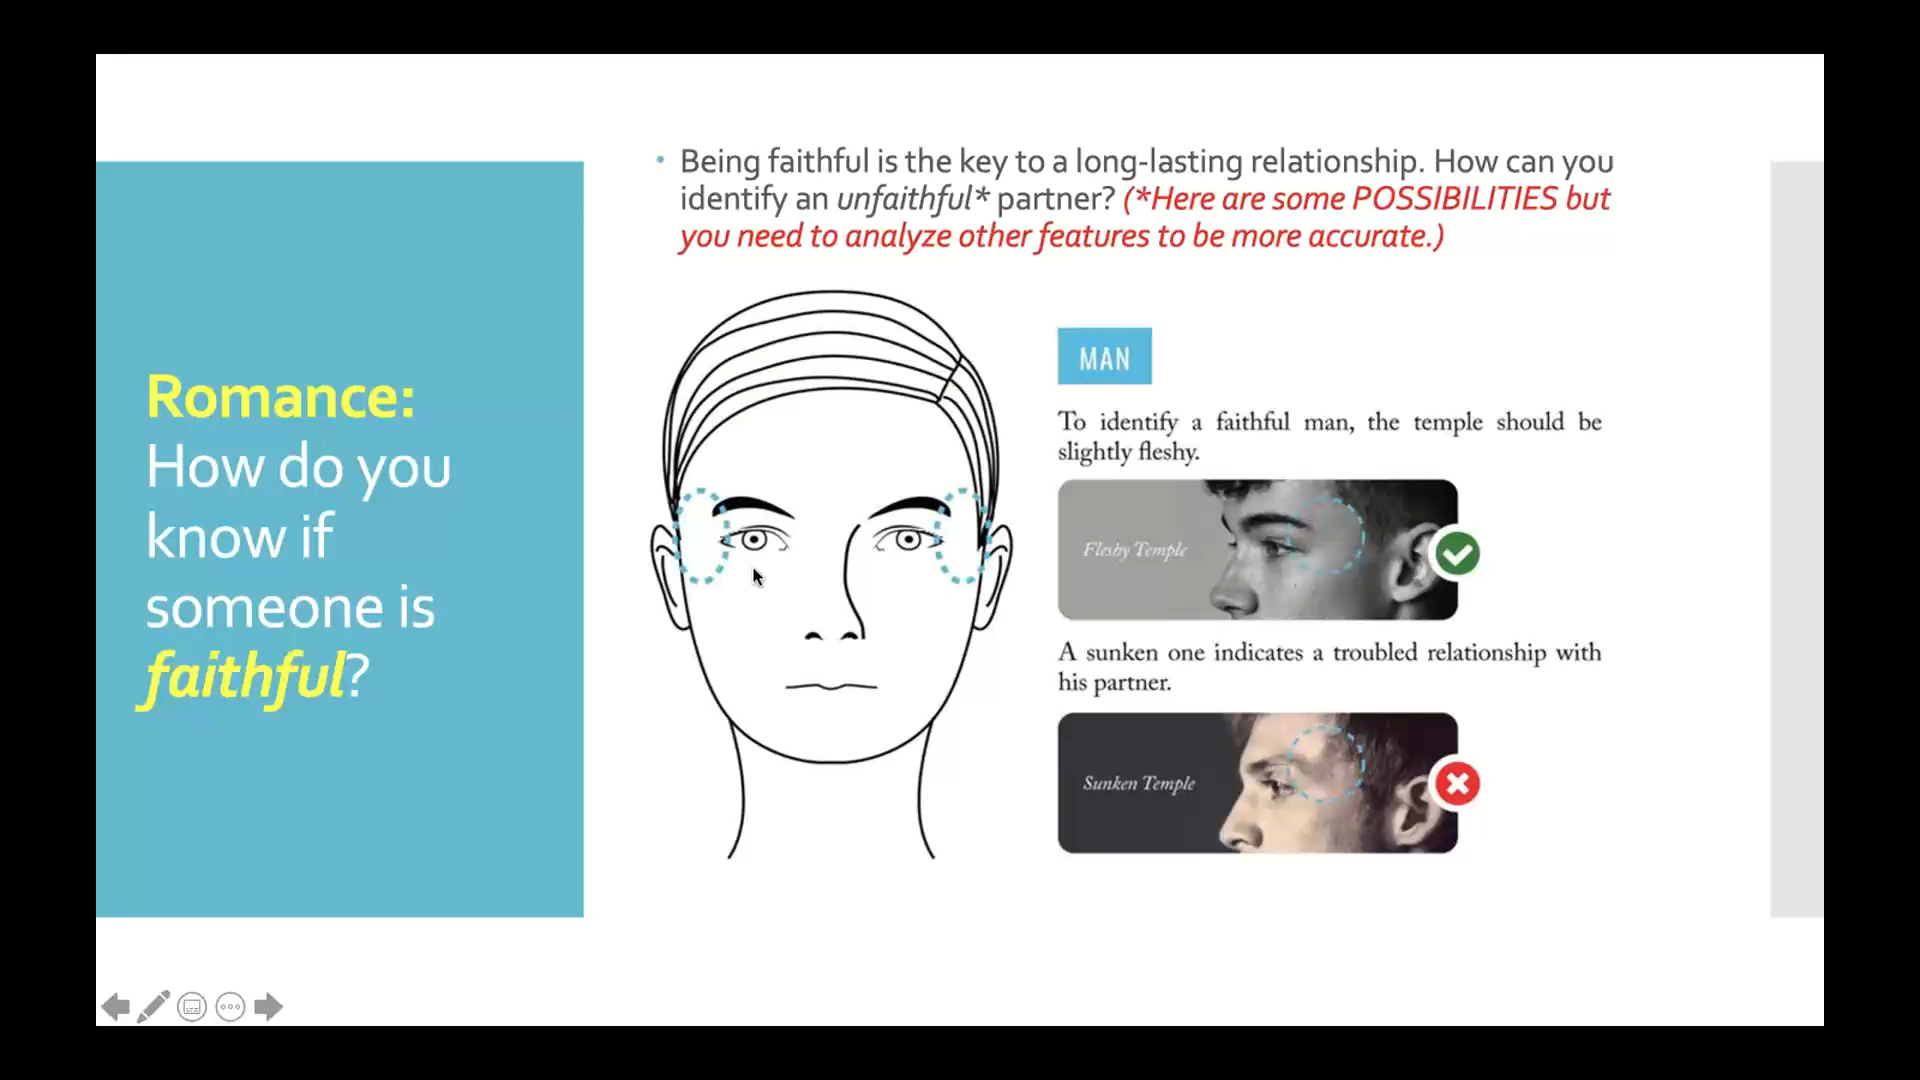 Romance:
How do you
know if
someone is
faithful?
• Being faithful is the key to a long-lasting relationship. How can you
identify an unfaithful* partner? (*Here are some POSSIBILITIES but
you need to analyze other features to be more accurate.)
MAN
To identify a faithful man, the temple should be
slightly fleshy.
Fleshy Temple
A sunken one indicates a troubled relationship with
his partner.
Sunken Temple